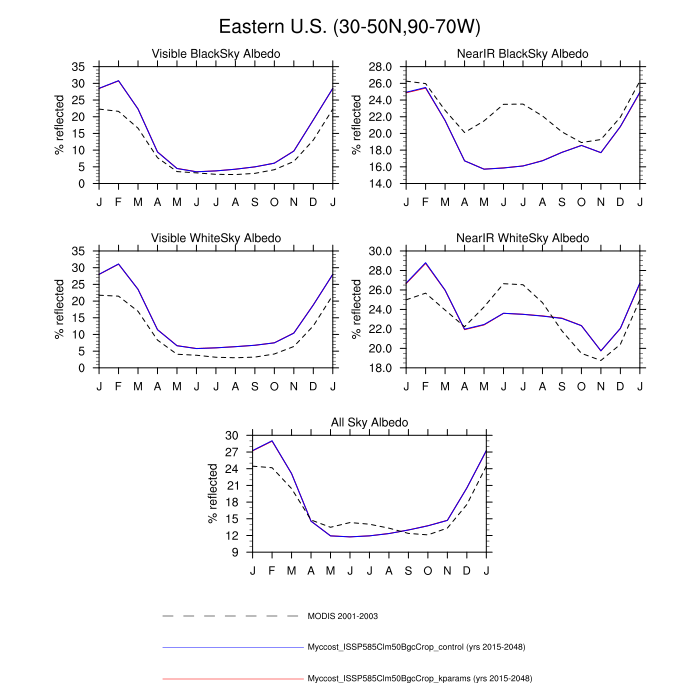 Eastern U.S. (30-50N,90-70W)
Visible BlackSky Albedo
NearIR BlackSky Albedo
% reflected
35
30
25
20
15
10
5
0
J F M A M J J A S O N D J
% reflected
28.0
26.0
24.0
22.0
20.0
18.0
16.0
14.0
J F M A M J J A S O N D J
Visible WhiteSky Albedo
NearIR WhiteSky Albedo
% reflected
35
30
25
20
15
10
5
0
J F M A M J J A S O N D J
% reflected
30.0
28.0
26.0
24.0
22.0
20.0
18.0
J F M A M J J A S O N D J
All Sky Albedo
% reflected
30
27
24
21
18
15
12
9
J F M A M J J A S O N D J
MODIS 2001-2003
Myccost_ISSP585Clm50BgcCrop_control (yrs 2015-2048)
Myccost_ISSP585Clm50BgcCrop_kparams (yrs 2015-2048)